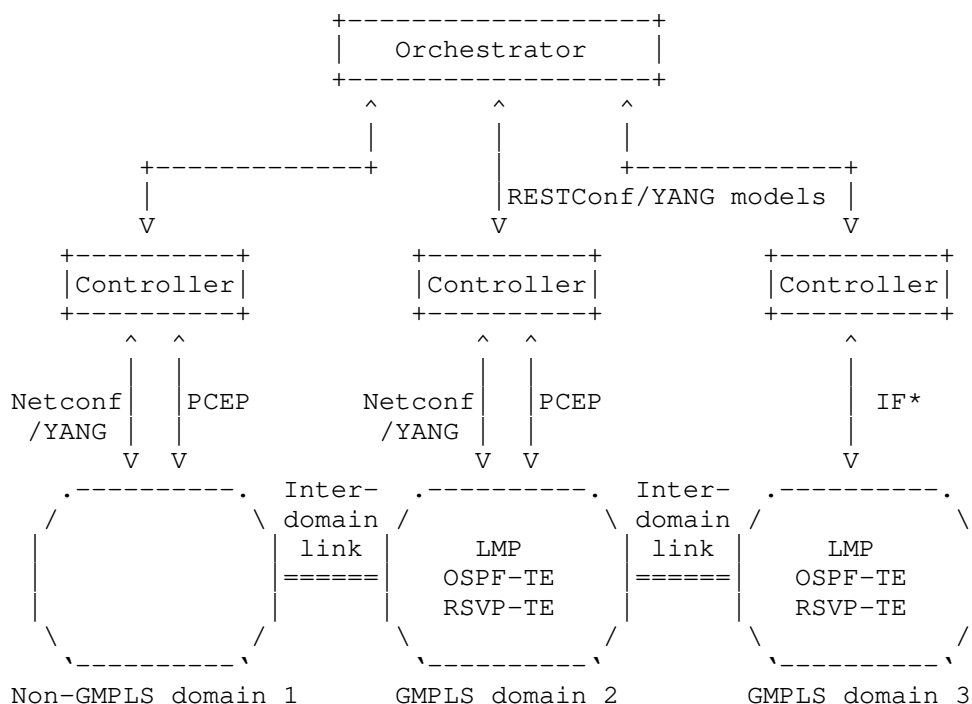 Orchestrator
RESTConf/YANG models
Controller Controller Controller
Netconf PCEP Netconf PCEP IF*
/YANG /YANG
Inter- Inter-
domain domain
link LMP link LMP
OSPF-TE OSPF-TE
RSVP-TE RSVP-TE
Non-GMPLS domain 1 GMPLS domain 2 GMPLS domain 3